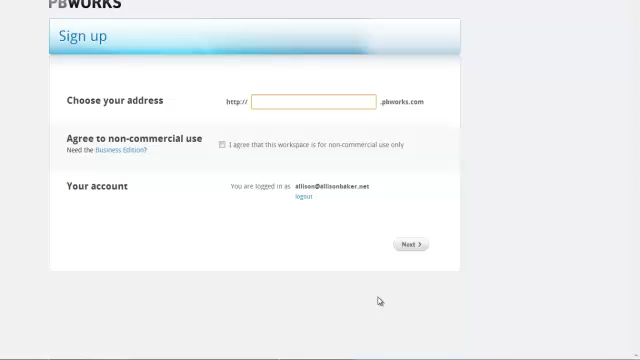 PBWORKS
Sign up
Choose your address http:// .pbworks.com
Agree to non-commercial use
Need the Business Edition? I agree that this workspace is for non-commercial use only
Your account You are logged in as allison@allisonbaker.net
logout
Next >